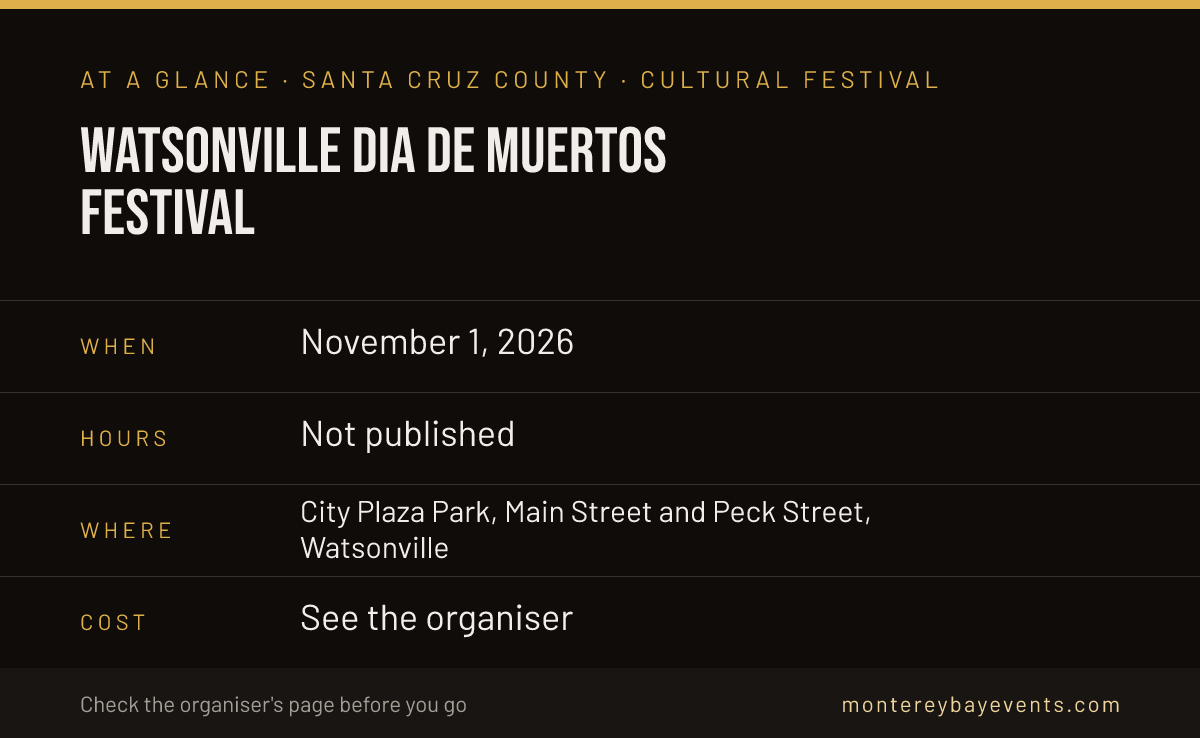 AT A GLANCE · SANTA CRUZ COUNTY · CULTURAL FESTIVAL
WATSONVILLE DIA DE MUERTOS
FESTIVAL
WHEN
November 1, 2026
HOURS
Not published
WHERE
City Plaza Park, Main Street and Peck Street,
Watsonville
COST
See the organiser
Check the organiser's page before you go
montereybayevents.com